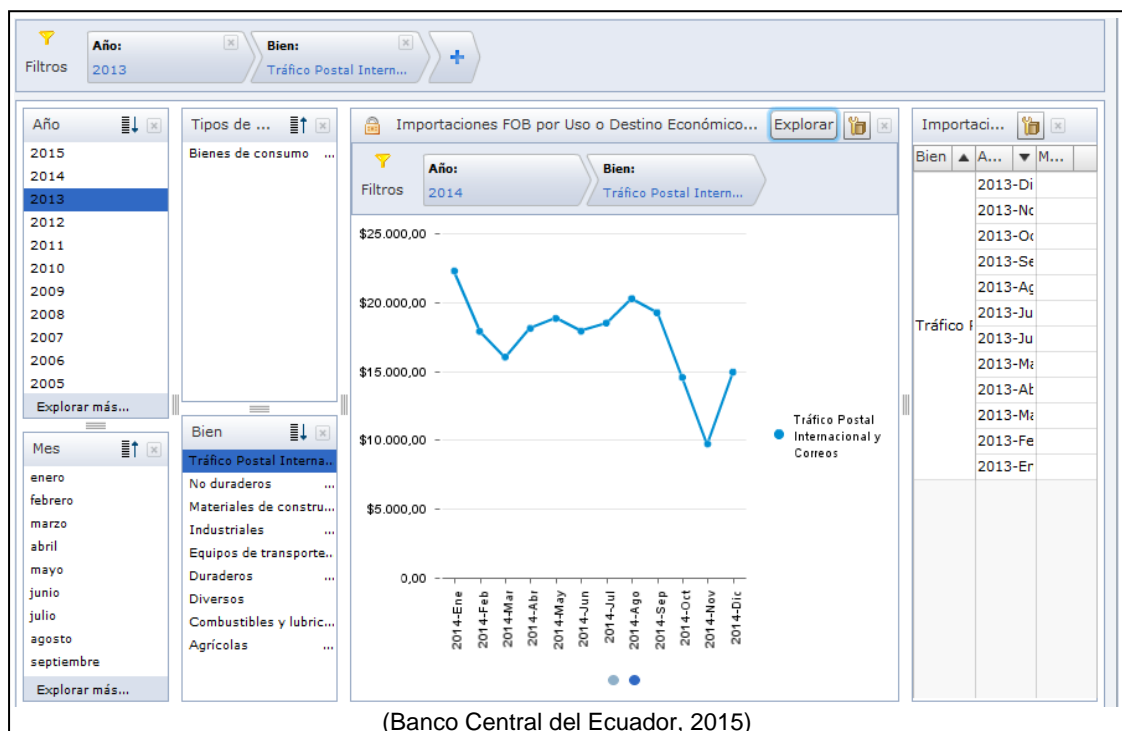 Filtros
Año:
2013
Bien:
Tráfico Postal Intern...
Año
2015
2014
2013
2012
2011
2010
2009
2008
2007
2006
2005
Explorar más...
Mes
enero
febrero
marzo
abril
mayo
junio
julio
agosto
septiembre
Explorar más...
Tipos de ...
Bienes de consumo ...
Bien
Tráfico Postal Interna..
No duraderos ...
Materiales de constru...
Industriales ...
Equipos de transporte..
Duraderos ...
Diversos
Combustibles y lubric...
Agrícolas ...
Importaciones FOB por Uso o Destino Económico...
Explorar
Filtros
Año:
2014
Bien:
Tráfico Postal Intern...
$25.000,00
$20.000,00
$15.000,00
$10.000,00
$5.000,00
0,00
2014-Ene
2014-Feb
2014-Mar
2014-Abr
2014-May
2014-Jun
2014-Jul
2014-Ago
2014-Sep
2014-Oct
2014-Nov
2014-Dic
Tráfico Postal
Internacional y
Correos
Importaci...
Bien A... M...
Tráfico
2013-Di
2013-No
2013-Oc
2013-Se
2013-Ag
2013-Ju
2013-Ju
2013-Ma
2013-Ab
2013-Ma
2013-Fe
2013-Er
(Banco Central del Ecuador, 2015)